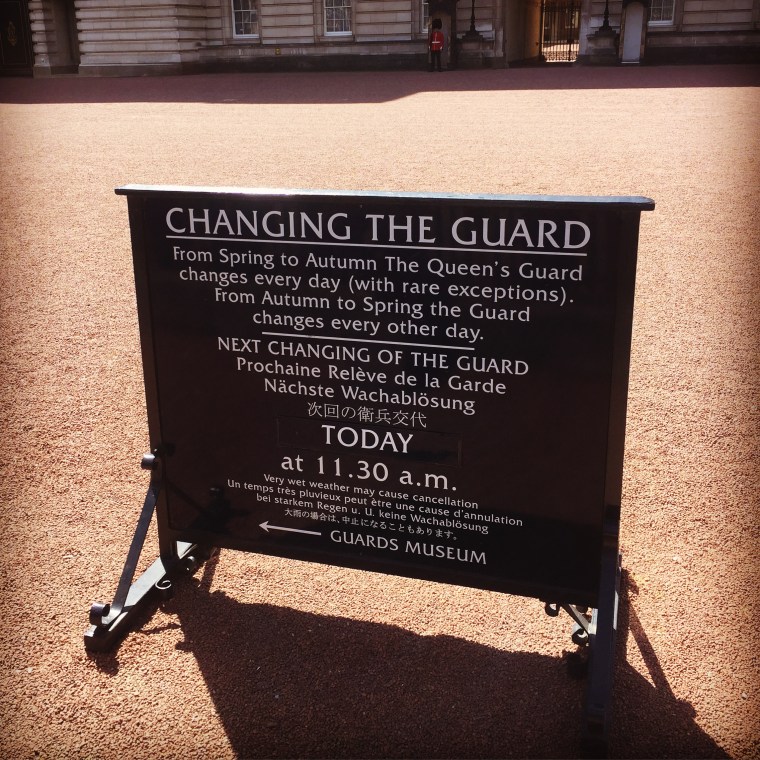 CHANGING THE GUARD
From Spring to Autumn The Queen's Guard
changes every day (with rare exceptions).
From Autumn to Spring the Guard
changes every other day.
NEXT CHANGING OF THE GUARD
Prochaine Relève de la Garde
Nächste Wachablösung
次回の衛兵交代
TODAY
at 11.30 a.m.
Very wet weather may cause cancellation
Un temps très pluvieux peut être une cause d'annulation
bei starkem Regen u. U. keine Wachablösung
大雨の場合は、中止になることもあります。
GUARDS MUSEUM